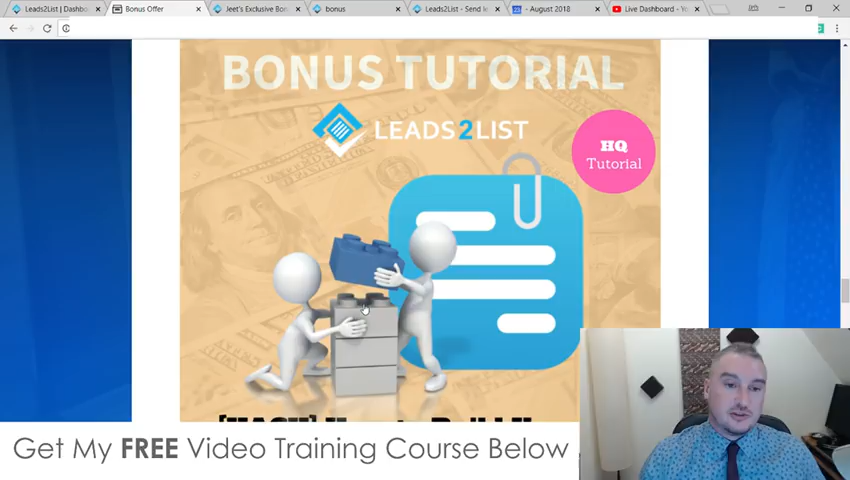 Leads2List | Dashbo
Bonus Offer
Jeet's Exclusive Bon
bonus
Leads2List - Send le
23
- August 2018
Live Dashboard - Yo
BONUS TUTORIAL
LEADS2LIST
HQ
Tutorial
Get My FREE Video Training Course Below